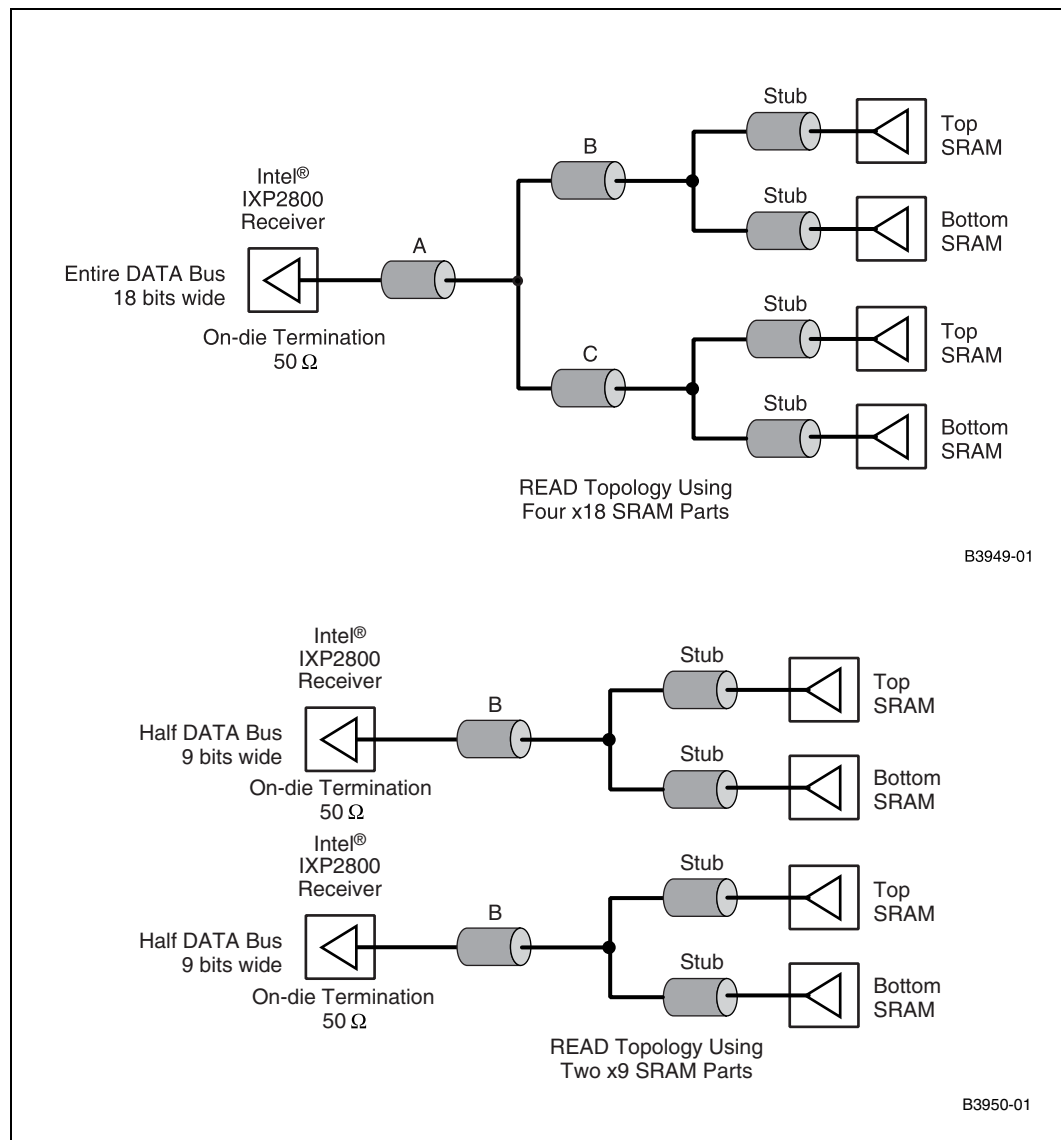 Stub
Top
SRAM
B
Stub
Intel®
IXP2800
Receiver
Bottom
SRAM
A
Entire DATA Bus
18 bits wide
Stub
Top
SRAM
On-die Termination
50 Ω
C
Stub
Bottom
SRAM
READ Topology Using
Four x18 SRAM Parts
B3949-01
Intel®
IXP2800
Receiver
Stub
Top
SRAM
B
Half DATA Bus
9 bits wide
Stub
Bottom
SRAM
On-die Termination
50 Ω
Intel®
IXP2800
Receiver
Stub
Top
SRAM
B
Half DATA Bus
9 bits wide
Stub
Bottom
SRAM
On-die Termination
50 Ω
READ Topology Using
Two x9 SRAM Parts
B3950-01